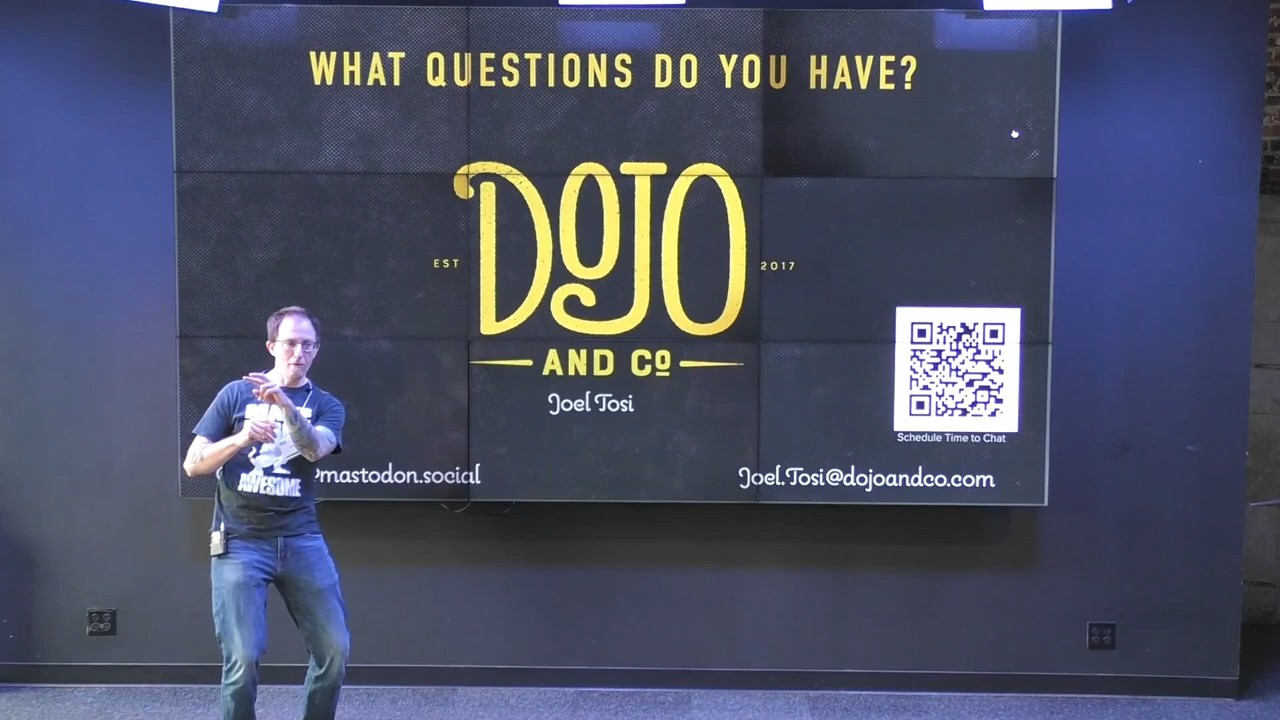 WHAT QUESTIONS DO YOU HAVE?
DOJO
EST
2017
AND CO
Joel Tosi
Schedule Time to Chat
@mastodon.social
Joel.Tosi@dojoandco.com
AWESOME